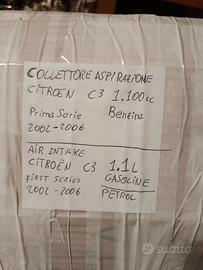 COLLETTORE ASPIRAZIONE
CITROEN C3 1.100cc
Prima Serie Benzina
2002-2006
AIR INTAKE
CITROËN C3 1.1L
FIRST SERIES GASOLINE
2002-2006 PETROL
subito